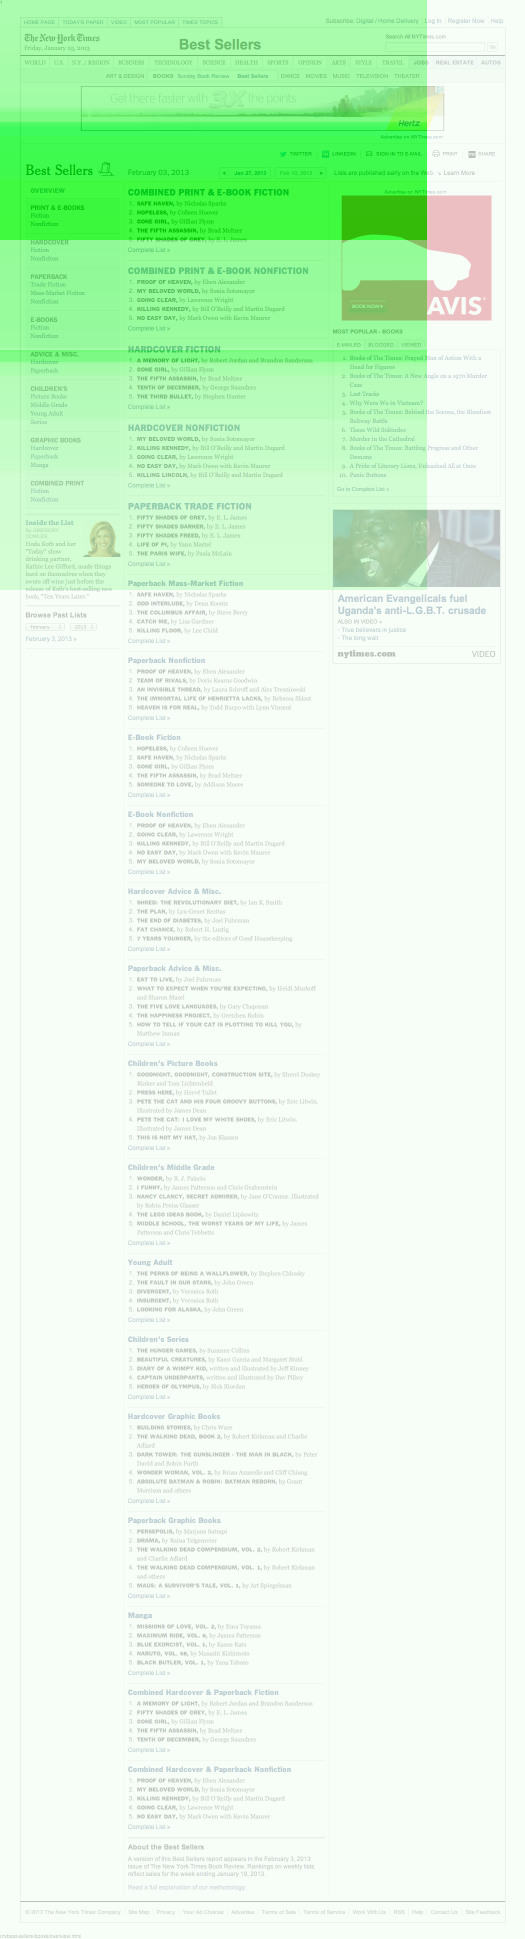 HOME PAGE TODAY'S PAPER VIDEO MOST POPULAR TIMES TOPICS
Subscribe: Digital / Home Delivery Log In Register Now Help
The New York Times
Friday, January 25, 2013
Best Sellers
Search All NYTimes.com
Go
WORLD U.S. N.Y. / REGION BUSINESS TECHNOLOGY SCIENCE HEALTH SPORTS OPINION ARTS STYLE TRAVEL JOBS REAL ESTATE AUTOS
ART & DESIGN BOOKS Sunday Book Review Best Sellers DANCE MOVIES MUSIC TELEVISION THEATER
Get there faster with 3X the points
Hertz
Advertise on NYTimes.com
TWITTER LINKEDIN SIGN IN TO E-MAIL PRINT SHARE
Best Sellers
February 03, 2013
Jan 27, 2013
Feb 10, 2013
Lists are published early on the Web. Learn More
OVERVIEW
PRINT & E-BOOKS
Fiction
Nonfiction
HARDCOVER
Fiction
Nonfiction
PAPERBACK
Trade Fiction
Mass-Market Fiction
Nonfiction
E-BOOKS
Fiction
Nonfiction
ADVICE & MISC.
Hardcover
Paperback
CHILDREN'S
Picture Books
Middle Grade
Young Adult
Series
GRAPHIC BOOKS
Hardcover
Paperback
Manga
COMBINED PRINT
Fiction
Nonfiction
Inside the List
By GREGORY COWLES
Kinda Roth and her
"Today" show
drinking partner,
Kathie Lee Gifford, made things
hard on themselves when they
swore off wine just before the
release of Kotb's best-selling new
book, "Ten Years Later."
Browse Past Lists
February 2013
February 3, 2013 »
COMBINED PRINT & E-BOOK FICTION
1. SAFE HAVEN, by Nicholas Sparks
2. HOPELESS, by Colleen Hoover
3. GONE GIRL, by Gillian Flynn
4. THE FIFTH ASSASSIN, by Brad Meltzer
5. FIFTY SHADES OF GREY, by E. L. James
Complete List »
COMBINED PRINT & E-BOOK NONFICTION
1. PROOF OF HEAVEN, by Eben Alexander
2. MY BELOVED WORLD, by Sonia Sotomayor
3. GOING CLEAR, by Lawrence Wright
4. KILLING KENNEDY, by Bill O'Reilly and Martin Dugard
5. NO EASY DAY, by Mark Owen with Kevin Maurer
Complete List »
HARDCOVER FICTION
1. A MEMORY OF LIGHT, by Robert Jordan and Brandon Sanderson
2. GONE GIRL, by Gillian Flynn
3. THE FIFTH ASSASSIN, by Brad Meltzer
4. TENTH OF DECEMBER, by George Saunders
5. THE THIRD BULLET, by Stephen Hunter
Complete List »
HARDCOVER NONFICTION
1. MY BELOVED WORLD, by Sonia Sotomayor
2. KILLING KENNEDY, by Bill O'Reilly and Martin Dugard
3. GOING CLEAR, by Lawrence Wright
4. NO EASY DAY, by Mark Owen with Kevin Maurer
5. KILLING LINCOLN, by Bill O'Reilly and Martin Dugard
Complete List »
PAPERBACK TRADE FICTION
1. FIFTY SHADES OF GREY, by E. L. James
2. FIFTY SHADES DARKER, by E. L. James
3. FIFTY SHADES FREED, by E. L. James
4. LIFE OF PI, by Yann Martel
5. THE PARIS WIFE, by Paula McLain
Complete List »
Paperback Mass-Market Fiction
1. SAFE HAVEN, by Nicholas Sparks
2. ODD INTERLUDE, by Dean Koontz
3. THE COLUMBUS AFFAIR, by Steve Berry
4. CATCH ME, by Lisa Gardner
5. KILLING FLOOR, by Lee Child
Complete List »
Paperback Nonfiction
1. PROOF OF HEAVEN, by Eben Alexander
2. TEAM OF RIVALS, by Doris Kearns Goodwin
3. AN INVISIBLE THREAD, by Laura Schroff and Alex Tresniowski
4. THE IMMORTAL LIFE OF HENRIETTA LACKS, by Rebecca Skloot
5. HEAVEN IS FOR REAL, by Todd Burpo with Lynn Vincent
Complete List »
E-Book Fiction
1. HOPELESS, by Colleen Hoover
2. SAFE HAVEN, by Nicholas Sparks
3. GONE GIRL, by Gillian Flynn
4. THE FIFTH ASSASSIN, by Brad Meltzer
5. SOMEONE TO LOVE, by Addison Moore
Complete List »
E-Book Nonfiction
1. PROOF OF HEAVEN, by Eben Alexander
2. GOING CLEAR, by Lawrence Wright
3. KILLING KENNEDY, by Bill O'Reilly and Martin Dugard
4. NO EASY DAY, by Mark Owen with Kevin Maurer
5. MY BELOVED WORLD, by Sonia Sotomayor
Complete List »
Hardcover Advice & Misc.
1. SHRED: THE REVOLUTIONARY DIET, by Ian K. Smith
2. THE PLAN, by Lyn-Genet Recitas
3. THE END OF DIABETES, by Joel Fuhrman
4. FAT CHANCE, by Robert H. Lustig
5. 7 YEARS YOUNGER, by the editors of Good Housekeeping
Complete List »
Paperback Advice & Misc.
1. EAT TO LIVE, by Joel Fuhrman
2. WHAT TO EXPECT WHEN YOU'RE EXPECTING, by Heidi Murkoff
and Sharon Mazel
3. THE FIVE LOVE LANGUAGES, by Gary Chapman
4. THE HAPPINESS PROJECT, by Gretchen Rubin
5. HOW TO TELL IF YOUR CAT IS PLOTTING TO KILL YOU, by
Matthew Inman
Complete List »
Children's Picture Books
1. GOODNIGHT, GOODNIGHT, CONSTRUCTION SITE, by Sherri Duskey
Rinker and Tom Lichtenheld
2. PRESS HERE, by Hervé Tullet
3. PETE THE CAT AND HIS FOUR GROOVY BUTTONS, by Eric Litwin.
Illustrated by James Dean
4. PETE THE CAT: I LOVE MY WHITE SHOES, by Eric Litwin.
Illustrated by James Dean
5. THIS IS NOT MY HAT, by Jon Klassen
Complete List »
Children's Middle Grade
1. WONDER, by R. J. Palacio
2. I FUNNY, by James Patterson and Chris Grabenstein
3. NANCY CLANCY, SECRET ADMIRER, by Jane O'Connor. Illustrated
by Robin Preiss Glasser
4. THE LEGO IDEAS BOOK, by Daniel Lipkowitz
5. MIDDLE SCHOOL, THE WORST YEARS OF MY LIFE, by James
Patterson and Chris Tebbetts
Complete List »
Young Adult
1. THE PERKS OF BEING A WALLFLOWER, by Stephen Chbosky
2. THE FAULT IN OUR STARS, by John Green
3. DIVERGENT, by Veronica Roth
4. INSURGENT, by Veronica Roth
5. LOOKING FOR ALASKA, by John Green
Complete List »
Children's Series
1. THE HUNGER GAMES, by Suzanne Collins
2. BEAUTIFUL CREATURES, by Kami Garcia and Margaret Stohl
3. DIARY OF A WIMPY KID, written and illustrated by Jeff Kinney
4. CAPTAIN UNDERPANTS, written and illustrated by Dav Pilkey
5. HEROES OF OLYMPUS, by Rick Riordan
Complete List »
Hardcover Graphic Books
1. BUILDING STORIES, by Chris Ware
2. THE WALKING DEAD, BOOK 2, by Robert Kirkman and Charlie
Adlard
3. DARK TOWER: THE GUNSLINGER - THE MAN IN BLACK, by Peter
David and Robin Furth
4. WONDER WOMAN, VOL. 2, by Brian Azzarello and Cliff Chiang
5. ABSOLUTE BATMAN & ROBIN: BATMAN REBORN, by Grant
Morrison and others
Complete List »
Paperback Graphic Books
1. PERSEPOLIS, by Marjane Satrapi
2. DRAMA, by Raina Telgemeier
3. THE WALKING DEAD COMPENDIUM, VOL. 2, by Robert Kirkman
and Charlie Adlard
4. THE WALKING DEAD COMPENDIUM, VOL. 1, by Robert Kirkman
and others
5. MAUS: A SURVIVOR'S TALE, VOL. 1, by Art Spiegelman
Complete List »
Manga
1. MISSIONS OF LOVE, VOL. 2, by Ema Toyama
2. MAXIMUM RIDE, VOL. 6, by James Patterson
3. BLUE EXORCIST, VOL. 1, by Kazue Kato
4. NARUTO, VOL. 58, by Masashi Kishimoto
5. BLACK BUTLER, VOL. 1, by Yana Toboso
Complete List »
Combined Hardcover & Paperback Fiction
1. A MEMORY OF LIGHT, by Robert Jordan and Brandon Sanderson
2. FIFTY SHADES OF GREY, by E. L. James
3. GONE GIRL, by Gillian Flynn
4. THE FIFTH ASSASSIN, by Brad Meltzer
5. TENTH OF DECEMBER, by George Saunders
Complete List »
Combined Hardcover & Paperback Nonfiction
1. PROOF OF HEAVEN, by Eben Alexander
2. MY BELOVED WORLD, by Sonia Sotomayor
3. KILLING KENNEDY, by Bill O'Reilly and Martin Dugard
4. GOING CLEAR, by Lawrence Wright
5. NO EASY DAY, by Mark Owen with Kevin Maurer
Complete List »
About the Best Sellers
A version of this Best Sellers report appears in the February 3, 2013
issue of The New York Times Book Review. Rankings on weekly lists
reflect sales for the week ending January 19, 2013.
Read a full explanation of our methodology.
Advertise on NYTimes.com
BOOK NOW
AVIS
MOST POPULAR - BOOKS
E-MAILED BLOGGED VIEWED
1. Books of The Times: Frayed Plan of Action With a
Dead for Figures
2. Books of The Times: A New Angle on a 1970 Murder
Case
3. Lost Tracks
4. Why Were We in Vietnam?
5. Books of The Times: Behind the Scenes, the Bloodiest
Railway Battle
6. These Wild Solitudes
7. Murder in the Cathedral
8. Books of The Times: Battling Progress and Other
Demons
9. A Pride of Literary Lions, Unbuttoned All at Once
10. Panic Buttons
Go to Complete List »
American Evangelicals fuel
Uganda's anti-L.G.B.T. crusade
ALSO IN VIDEO »
- True believers in justice
- The long wait
nytimes.com VIDEO
© 2013 The New York Times Company Site Map Privacy Your Ad Choices Advertise Terms of Sale Terms of Service Work With Us RSS Help Contact Us Site Feedback